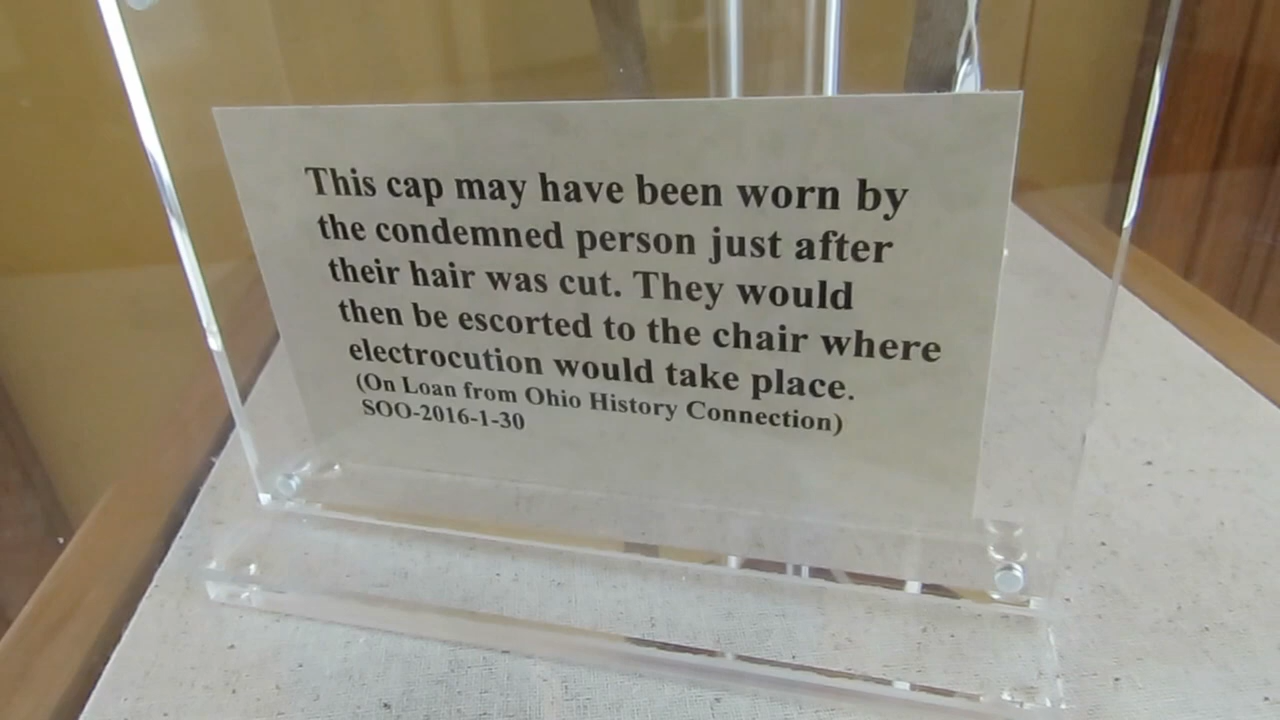 This cap may have been worn by
the condemned person just after
their hair was cut. They would
then be escorted to the chair where
electrocution would take place.
(On Loan from Ohio History Connection)
SOO-2016-1-30